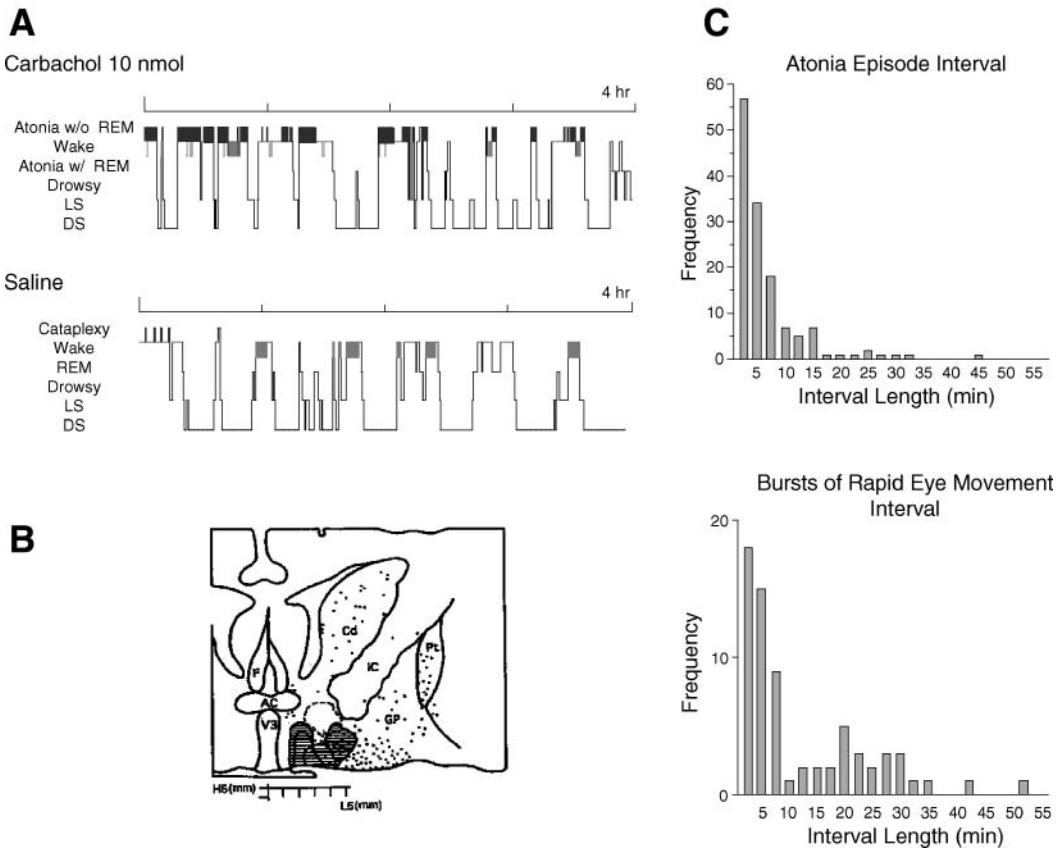 A
Carbachol 10 nmol
4 hr
Atonia w/o REM
Wake
Atonia w/ REM
Drowsy
LS
DS
Saline
4 hr
Cataplexy
Wake
REM
Drowsy
LS
DS
B
Cd
IC
Pt
F
AC
GP
V3
H5(mm)
L5(mm)
C
Atonia Episode Interval
Frequency
60
50
40
30
20
10
0
5 10 15 20 25 30 35 45 50 55
Interval Length (min)
Bursts of Rapid Eye Movement
Interval
Frequency
20
10
0
5 10 15 20 25 30 35 40 45 50 55
Interval Length (min)